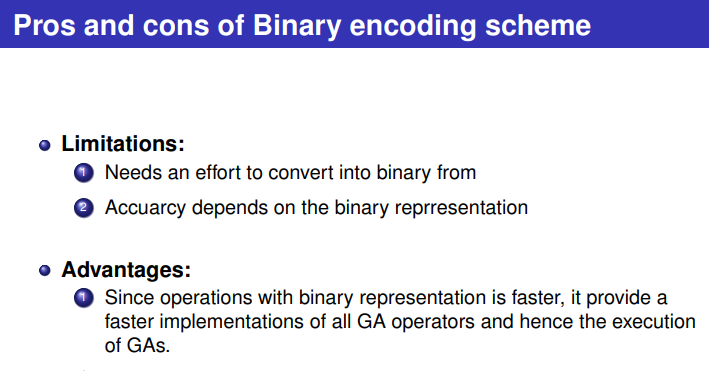 Pros and cons of Binary encoding scheme
Limitations:
1 Needs an effort to convert into binary from
2 Accuarcy depends on the binary reprresentation
Advantages:
1 Since operations with binary representation is faster, it provide a
faster implementations of all GA operators and hence the execution
of GAs.